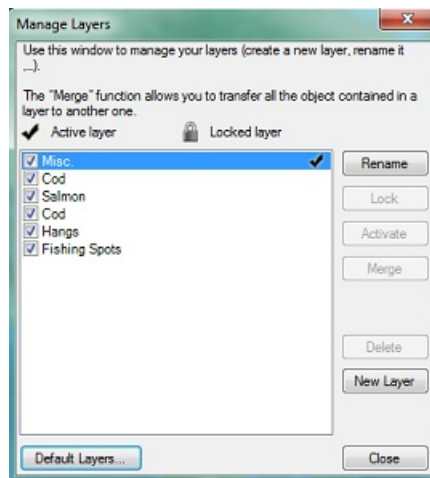 Manage Layers
Use this window to manage your layers (create a new layer, rename it
...).
The "Merge" function allows you to transfer all the object contained in a
layer to another one.
Active layer Locked layer
Misc.
Cod
Salmon
Cod
Hangs
Fishing Spots
Rename
Lock
Activate
Merge
Delete
New Layer
Default Layers...
Close